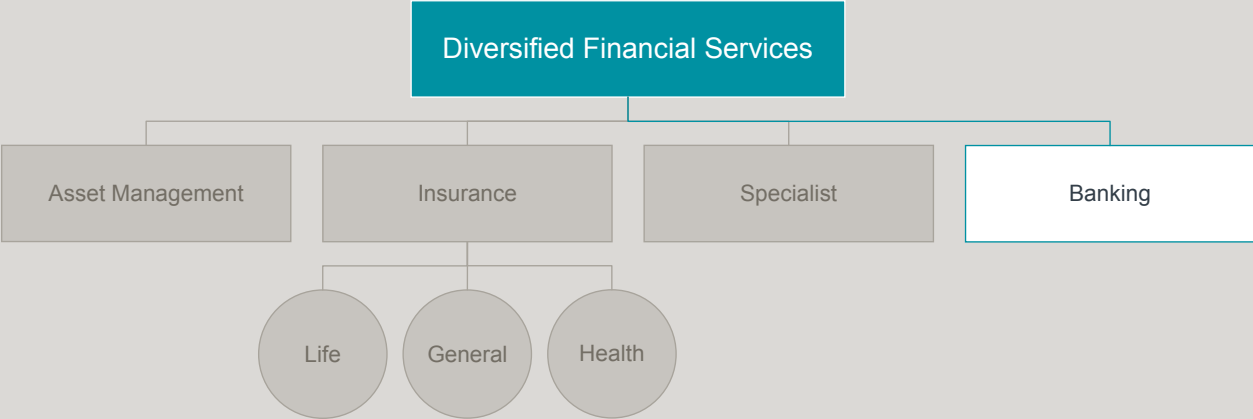 Diversified Financial Services
Asset Management
Insurance
Specialist
Banking
Life
General
Health